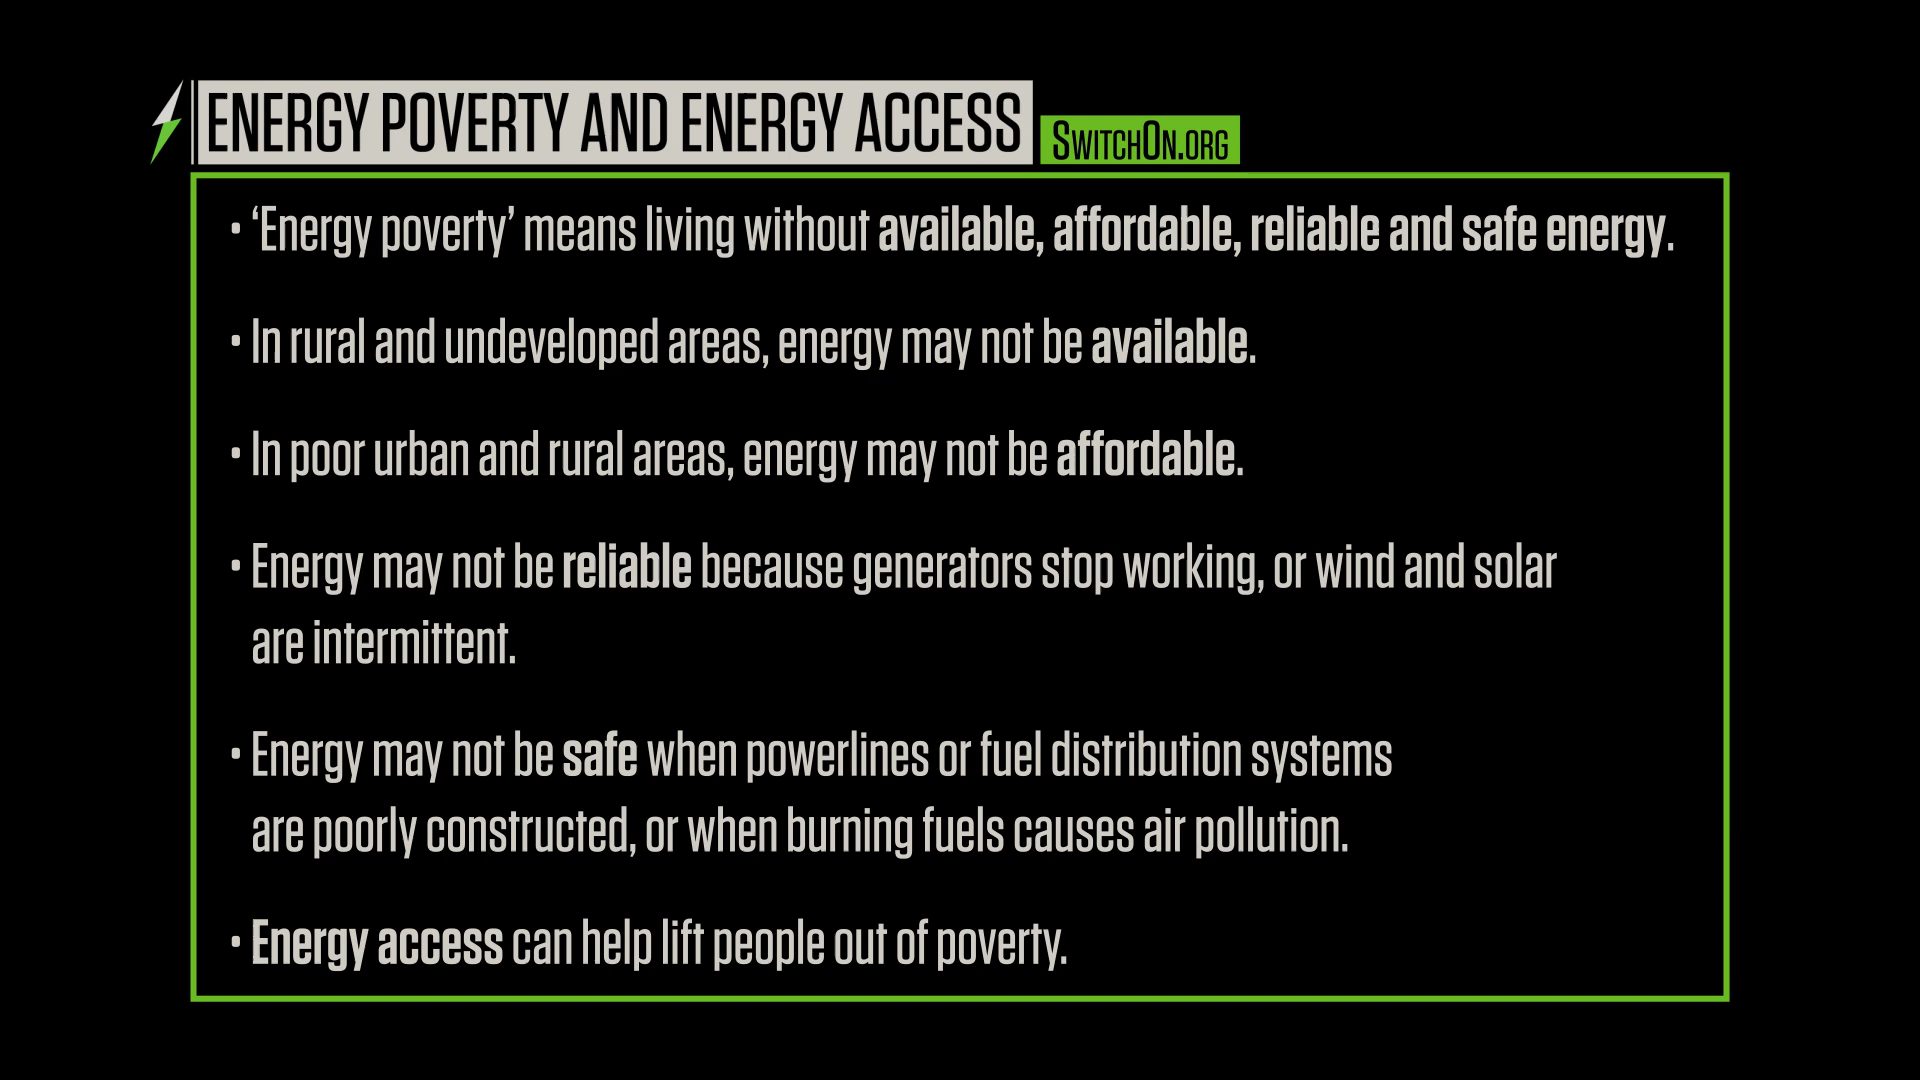 ENERGY POVERTY AND ENERGY ACCESS
SWITCHON.ORG
• ‘Energy poverty’ means living without available, affordable, reliable and safe energy.
• In rural and undeveloped areas, energy may not be available.
• In poor urban and rural areas, energy may not be affordable.
• Energy may not be reliable because generators stop working, or wind and solar
are intermittent.
• Energy may not be safe when powerlines or fuel distribution systems
are poorly constructed, or when burning fuels causes air pollution.
• Energy access can help lift people out of poverty.